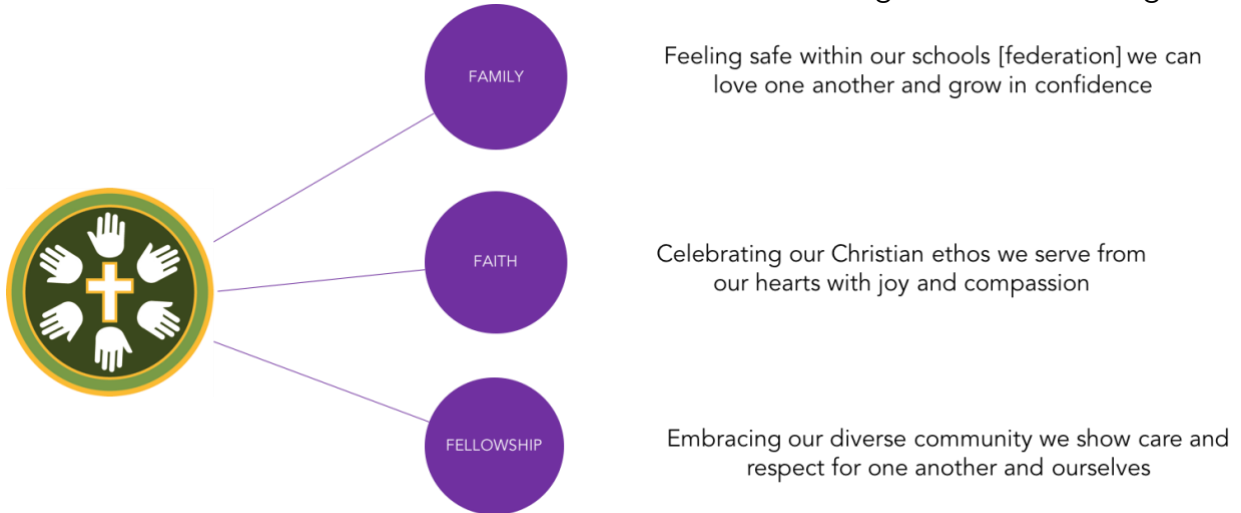 FAMILY
Feeling safe within our schools [federation] we can
love one another and grow in confidence
FAITH
Celebrating our Christian ethos we serve from
our hearts with joy and compassion
FELLOWSHIP
Embracing our diverse community we show care and
respect for one another and ourselves